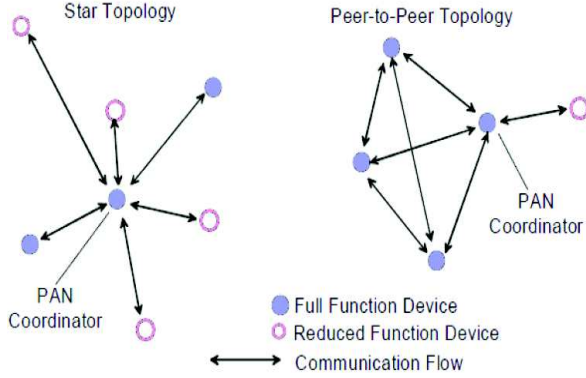 Star Topology
Peer-to-Peer Topology
PAN
Coordinator
PAN
Coordinator
Full Function Device
Reduced Function Device
Communication Flow